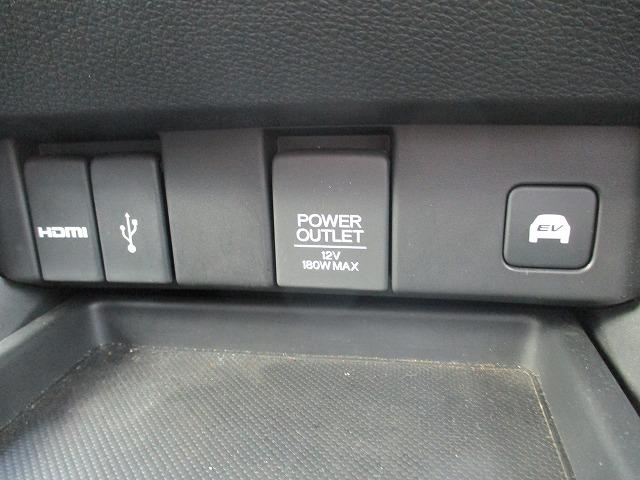 HDMI
POWER
OUTLET
12V
180W MAX
EV